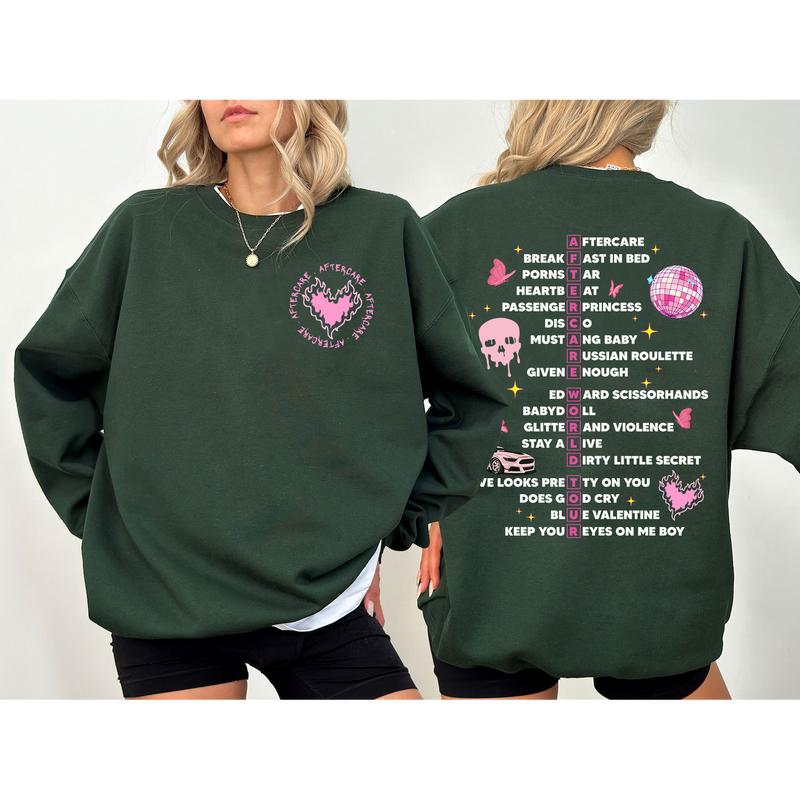 AFTERCARE AFTERCARE AFTERCARE AFTERCARE
AFTERCARE
BREAKFAST IN BED
PORNSTAR
HEARTBEAT
PASSENGER PRINCESS
DISCO
MUSTANG BABY
RUSSIAN ROULETTE
GIVEN ENOUGH
EDWARD SCISSORHANDS
BABYDOLL
GLITTER AND VIOLENCE
STAY ALIVE
DIRTY LITTLE SECRET
VE LOOKS PRETTY ON YOU
DOES GOD CRY
BLUE VALENTINE
KEEP YOUR EYES ON ME BOY